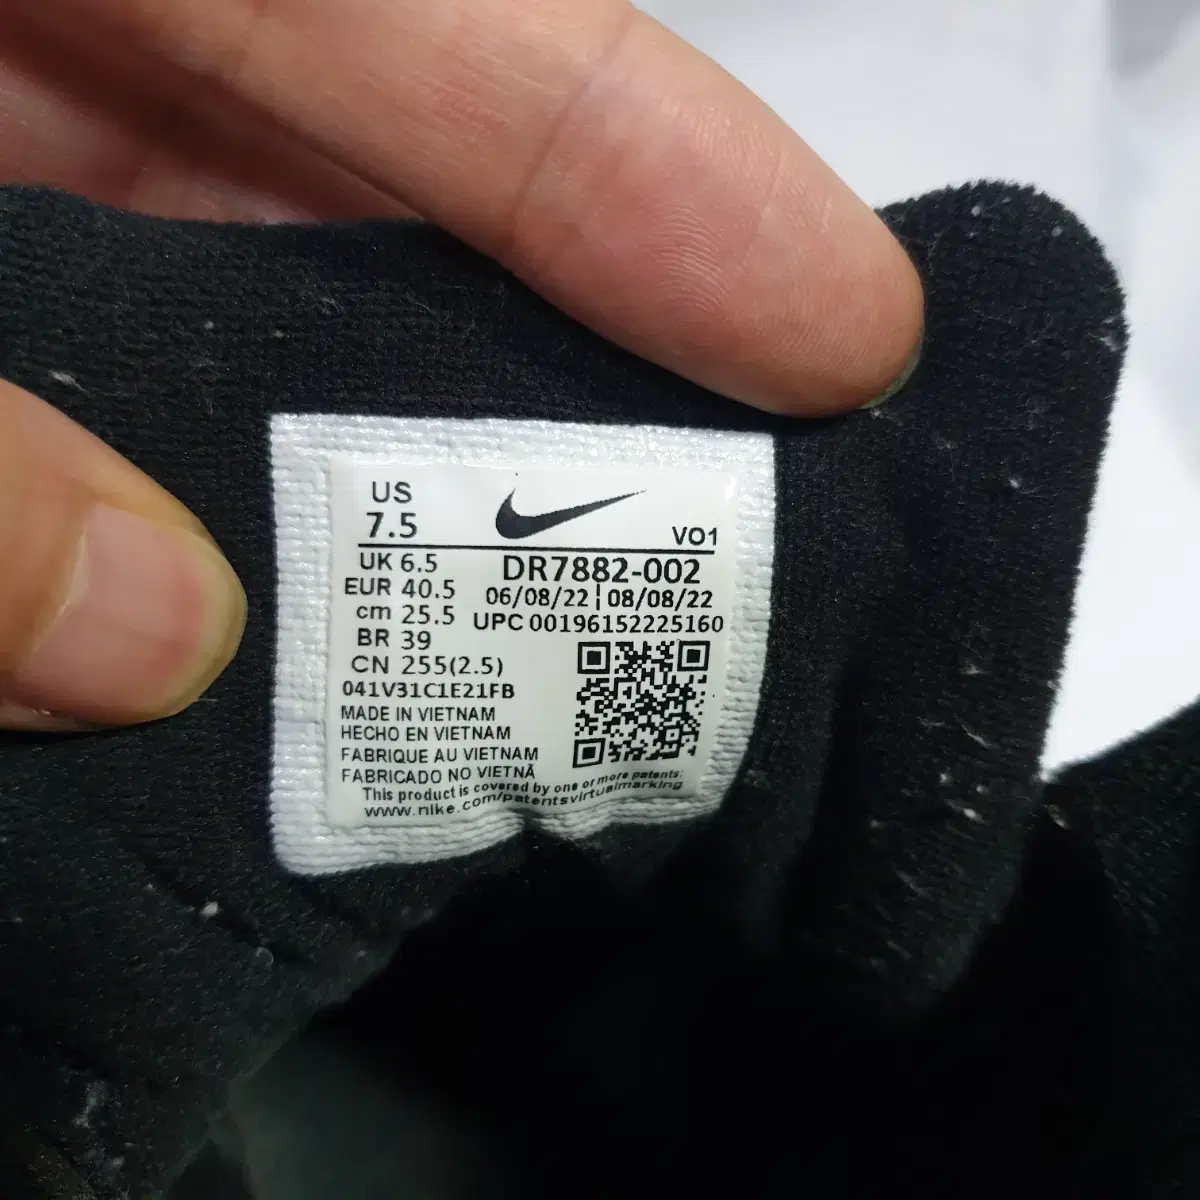 US
7.5
VO1
UK 6.5
EUR 40.5
cm 25.5
BR 39
CN 255(2.5)
DR7882-002
06/08/22 | 08/08/22
UPC 00196152225160
041V31C1E21FB
MADE IN VIETNAM
HECHO EN VIETNAM
FABRIQUE AU VIETNAM
FABRICADO NO VIETNÃ
This product is covered by one or more patents:
www.nike.com/patentsvirtualmarking